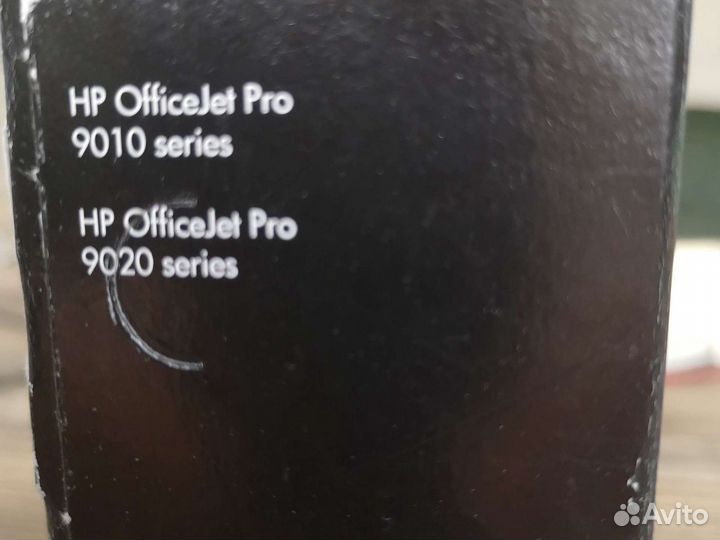 HP OfficeJet Pro
9010 series
HP OfficeJet Pro
9020 series
Avito